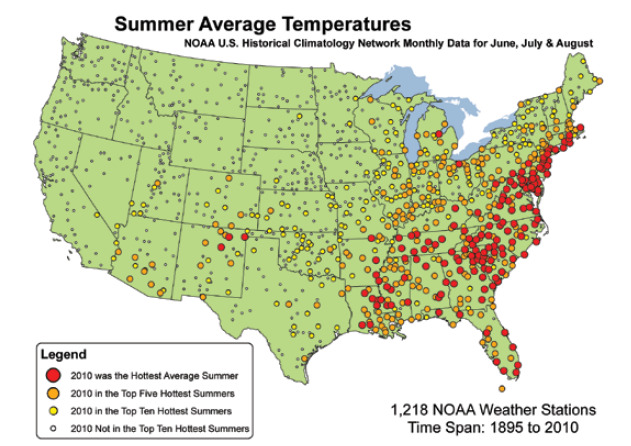 Summer Average Temperatures
NOAA U.S. Historical Climatology Network Monthly Data for June, July & August
Legend
2010 was the Hottest Average Summer
2010 in the Top Five Hottest Summers
2010 in the Top Ten Hottest Summers
2010 Not in the Top Ten Hottest Summers
1,218 NOAA Weather Stations
Time Span: 1895 to 2010